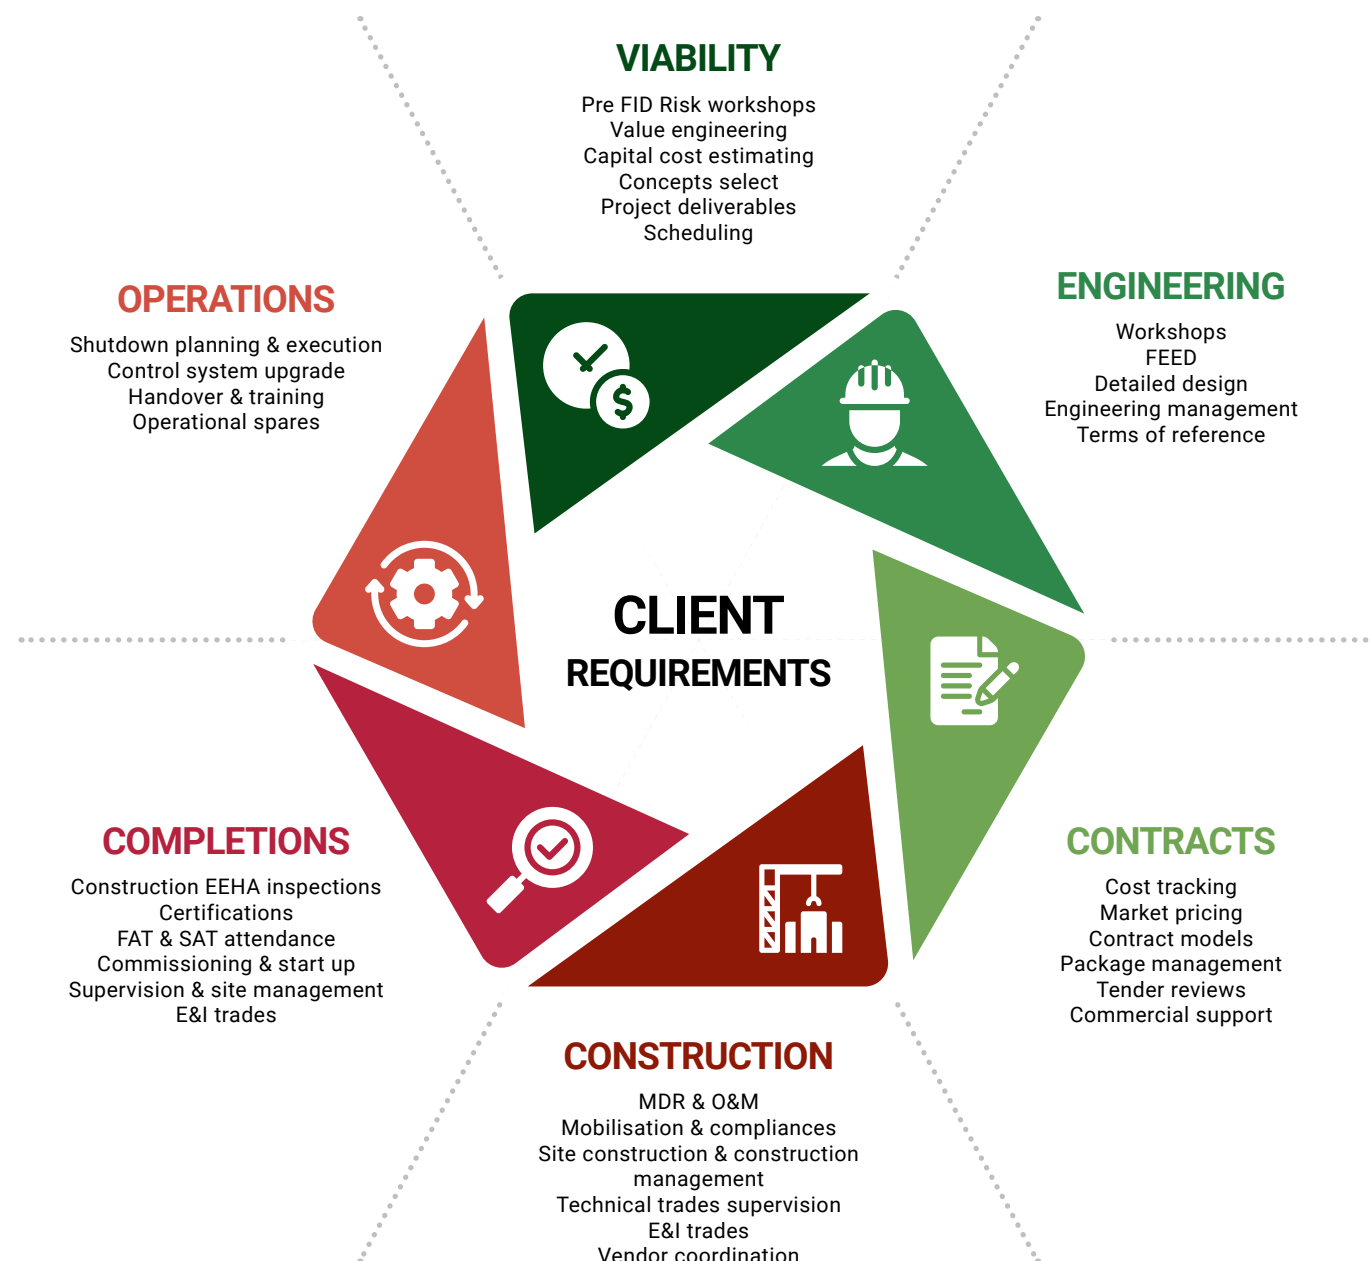 VIABILITY
Pre FID Risk workshops
Value engineering
Capital cost estimating
Concepts select
Project deliverables
Scheduling
ENGINEERING
Workshops
FEED
Detailed design
Engineering management
Terms of reference
CONTRACTS
Cost tracking
Market pricing
Contract models
Package management
Tender reviews
Commercial support
CONSTRUCTION
MDR & O&M
Mobilisation & compliances
Site construction & construction
management
Technical trades supervision
E&I trades
Vendor coordination
COMPLETIONS
Construction EEHA inspections
Certifications
FAT & SAT attendance
Commissioning & start up
Supervision & site management
E&I trades
OPERATIONS
Shutdown planning & execution
Control system upgrade
Handover & training
Operational spares
CLIENT
REQUIREMENTS
$